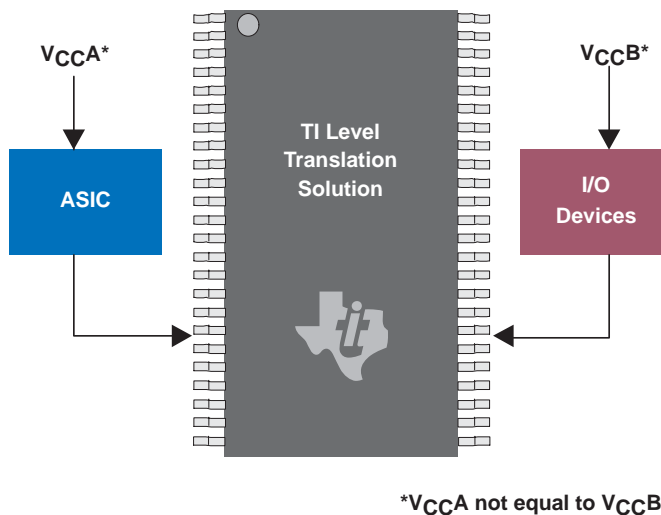 VCCA*
VCCB*
TI Level
Translation
Solution
ASIC
I/O
Devices
*VCCA not equal to VCCB